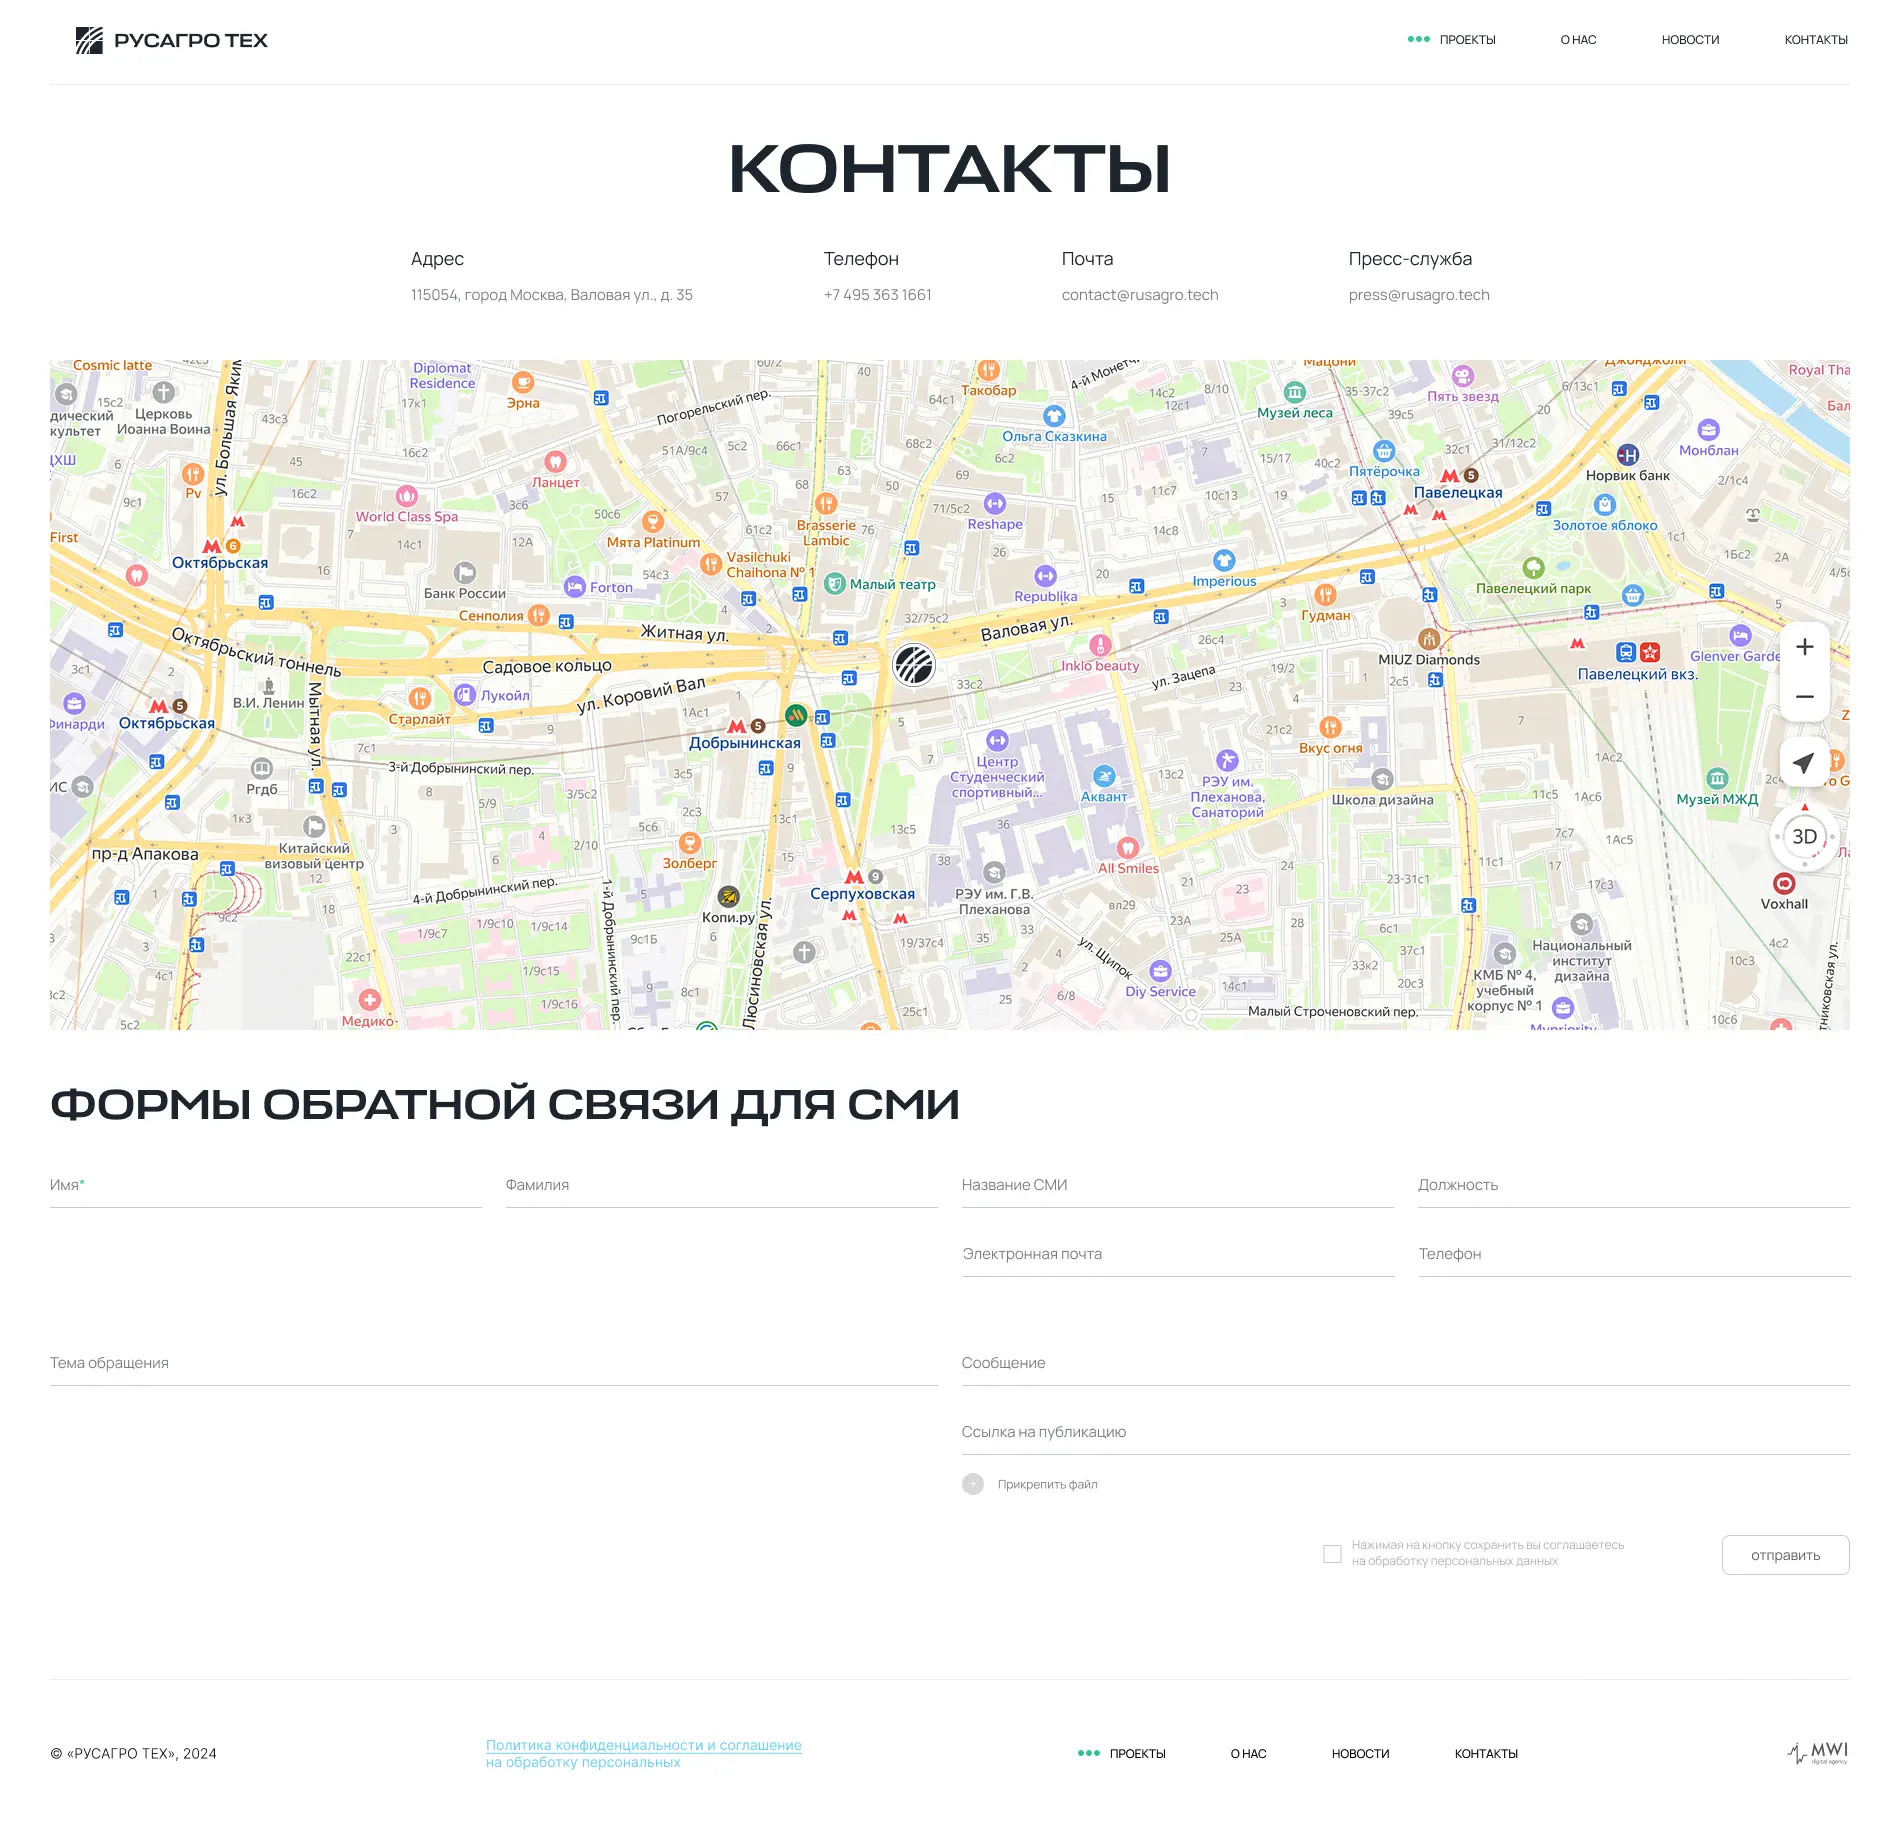 РУСАГРО ТЕХ
ПРОЕКТЫ
О НАС
НОВОСТИ
КОНТАКТЫ
КОНТАКТЫ
Адрес
115054, город Москва, Валовая ул., д. 35
Телефон
+7 495 363 1661
Почта
contact@rusagro.tech
Пресс-служба
press@rusagro.tech
Cosmic latte
Diplomat
Residence
Эрна
Погорельский пер.
Такобар
Музей леса
Пять звезд
Церковь
Иоанна Воина
ул. Большая Яким
Ольга Сказкина
Пятёрочка
Монблан
Норвик банк
Павелецкая
Ланцет
World Class Spa
Мята Platinum
Brasserie
Lambic
Reshape
Золотое яблоко
First
Октябрьская
Банк России
Forton
Vasilchuki
Chaihona № 1
Малый театр
Republika
Imperious
Павелецкий парк
Гудман
Сенполия
Житная ул.
Валовая ул.
Октябрьский тоннель
Садовое кольцо
Inklo beauty
ул. Зацепа
MIUZ Diamonds
Павелецкий вкз.
Glenver Garde
В.И. Ленин
Мытная ул.
Старлайт
Лукойл
ул. Коровий Вал
Октябрьская
Добрынинская
3-й Добрынинский пер.
Ргдб
Центр
Студенческий
спортивный...
Аквант
РЭУ им.
Плеханова,
Санаторий
Вкус огня
Школа дизайна
Музей МЖД
3D
пр-д Апакова
Китайский
визовый центр
Золберг
All Smiles
4-й Добрынинский пер.
1-й Добрынинский пер.
Копи.ру
Люсиновская ул.
Серпуховская
РЭУ им. Г.В.
Плеханова
ул. Щипок
Diy Service
Малый Строченовский пер.
КМБ № 4,
учебный
корпус № 1
Национальный
институт
дизайна
Voxhall
Медико-
Mypriority
ФОРМЫ ОБРАТНОЙ СВЯЗИ ДЛЯ СМИ
Имя*
Фамилия
Название СМИ
Должность
Электронная почта
Телефон
Тема обращения
Сообщение
Ссылка на публикацию
Прикрепить файл
Нажимая на кнопку сохранить вы соглашаетесь
на обработку персональных данных
отправить
© «РУСАГРО ТЕХ», 2024
Политика конфиденциальности и соглашение
на обработку персональных
ПРОЕКТЫ
О НАС
НОВОСТИ
КОНТАКТЫ
MWI
digital agency